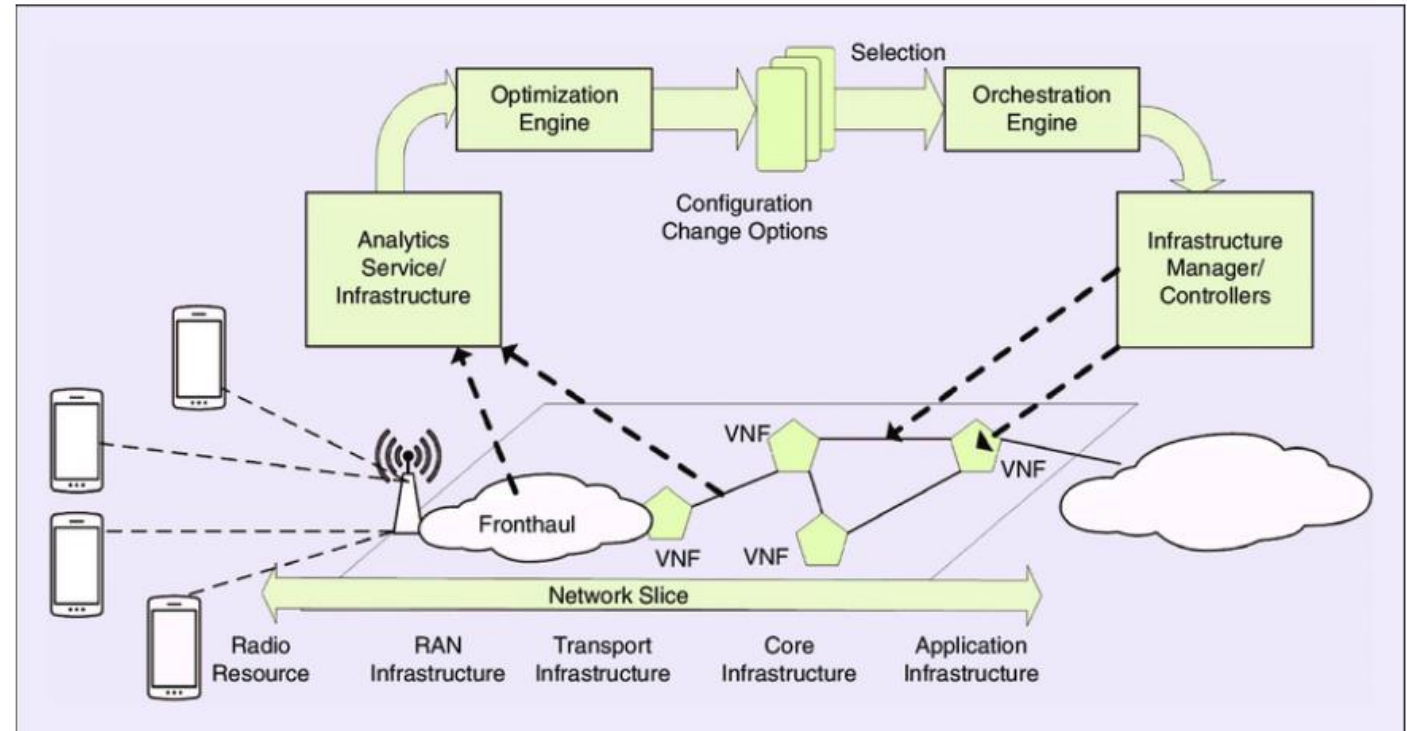 Selection
Optimization
Engine
Orchestration
Engine
Configuration
Change Options
Analytics
Service/
Infrastructure
Infrastructure
Manager/
Controllers
VNF
VNF
Fronthaul
VNF
VNF
Network Slice
Radio
Resource
RAN
Infrastructure
Transport
Infrastructure
Core
Infrastructure
Application
Infrastructure